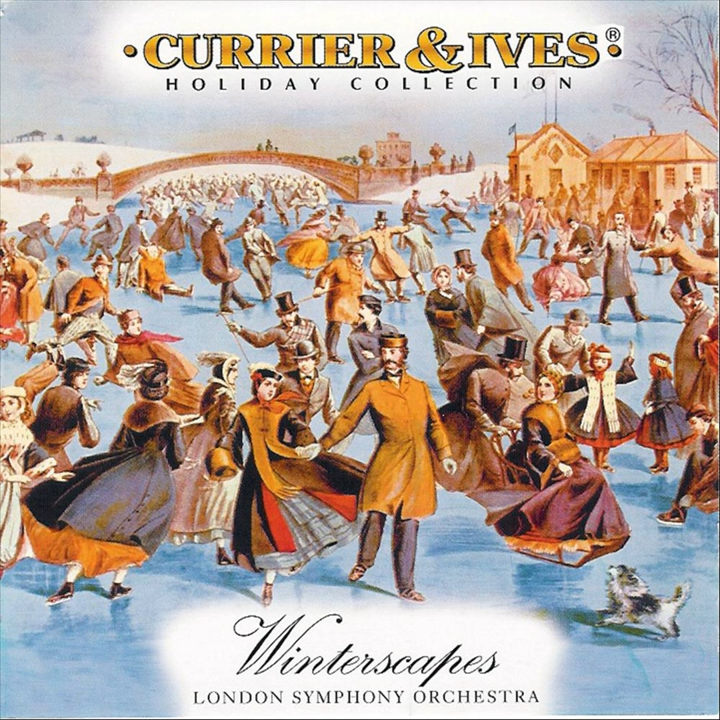 ·CURRIER & IVES®·
HOLIDAY COLLECTION
Winterscapes
LONDON SYMPHONY ORCHESTRA